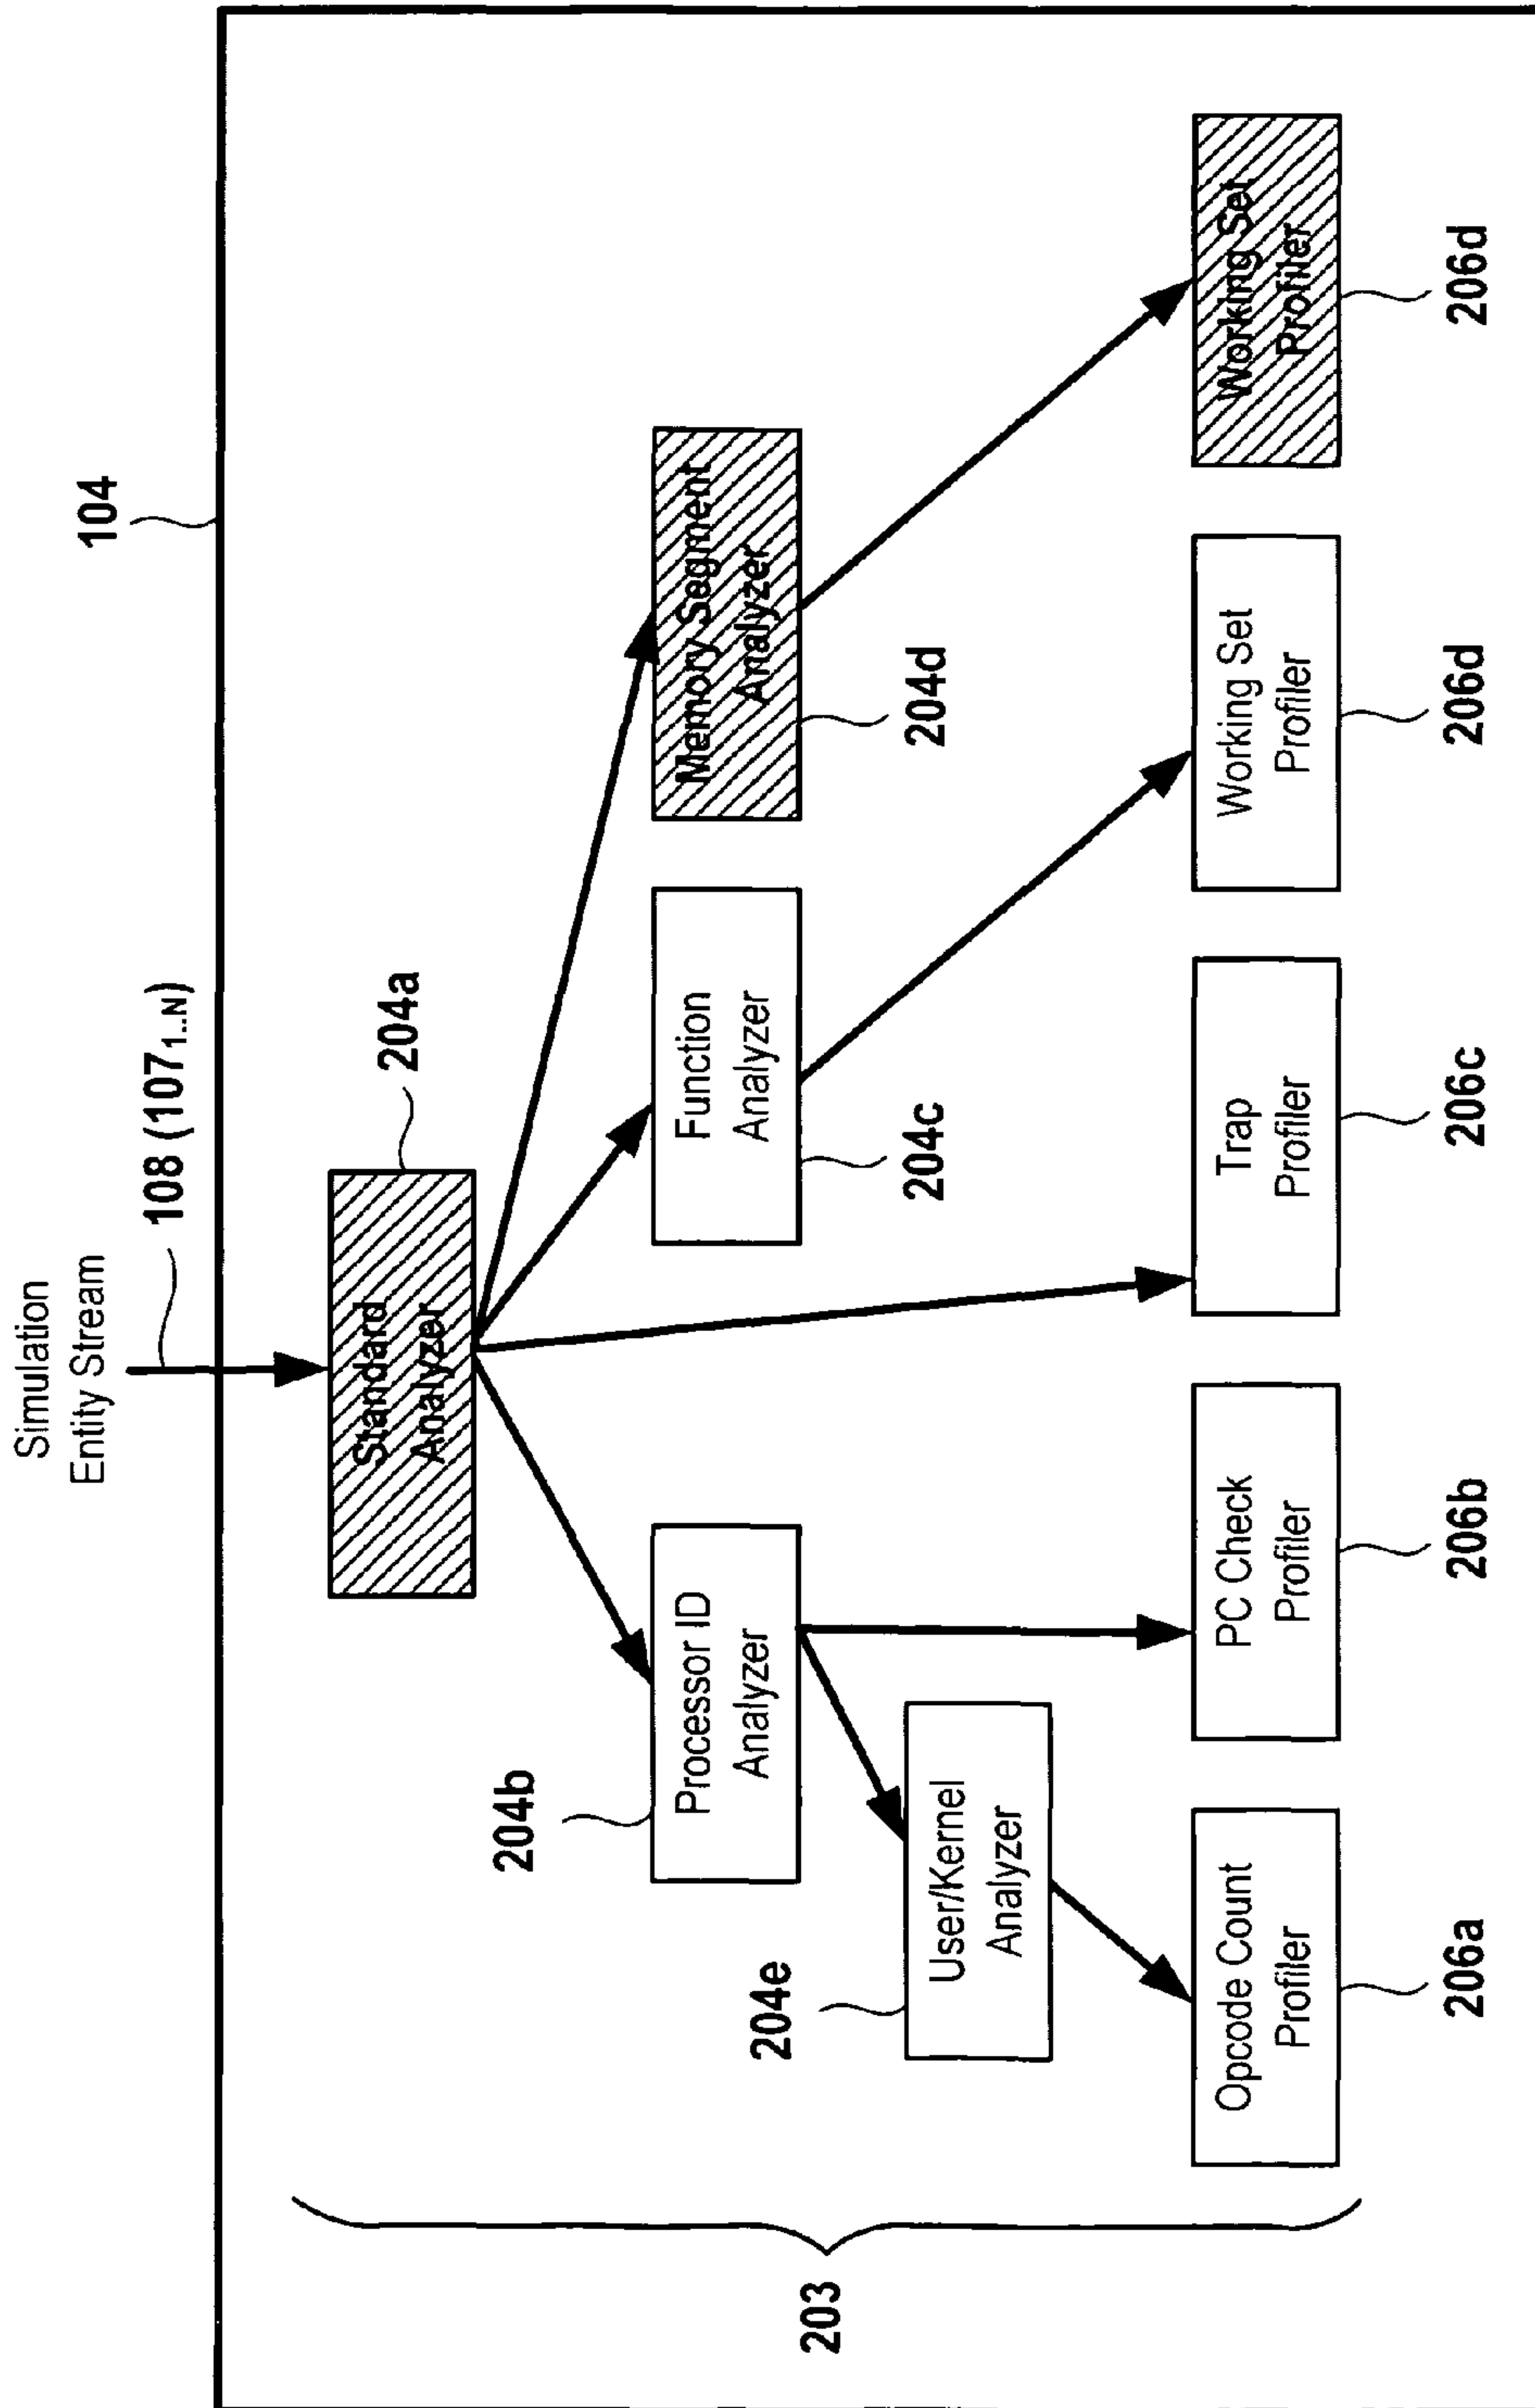 Simulation
Entity Stream
108 (107₁..N)
104
Standard
Analyzer
204a
204b
Processor ID
Analyzer
Function
Analyzer
204c
Memory Segment
Analyzer
204d
204e
User/Kernel
Analyzer
203
Opcode Count
Profiler
206a
PC Check
Profiler
206b
Trap
Profiler
206c
Working Set
Profiler
206d
Working Set
Profiler
206d